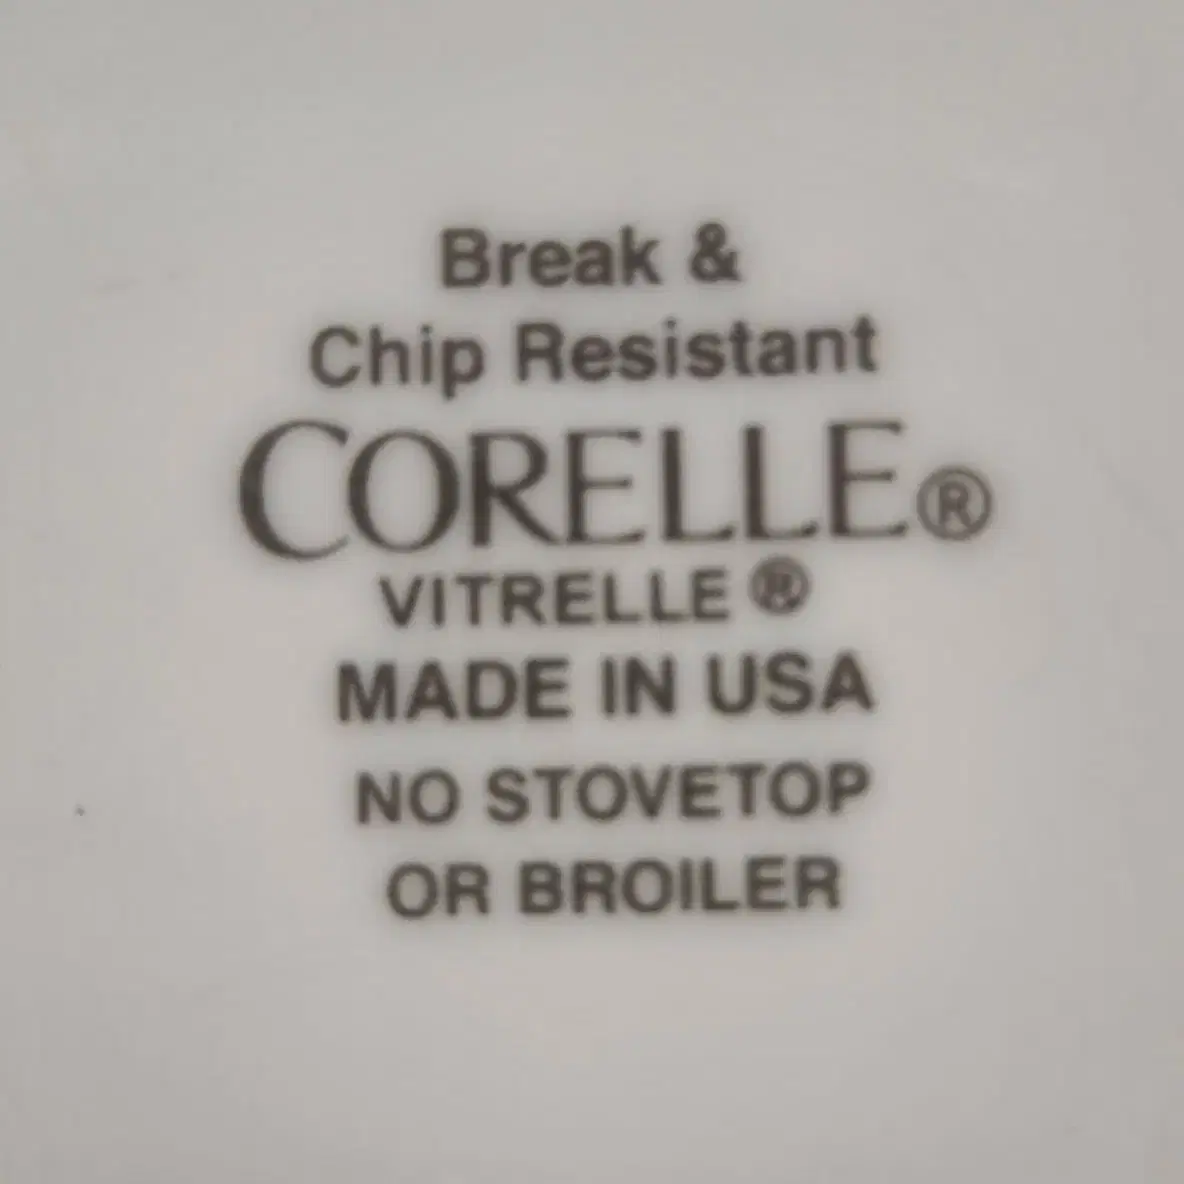 Break &
Chip Resistant
CORELLE®
VITRELLE ®
MADE IN USA
NO STOVETOP
OR BROILER